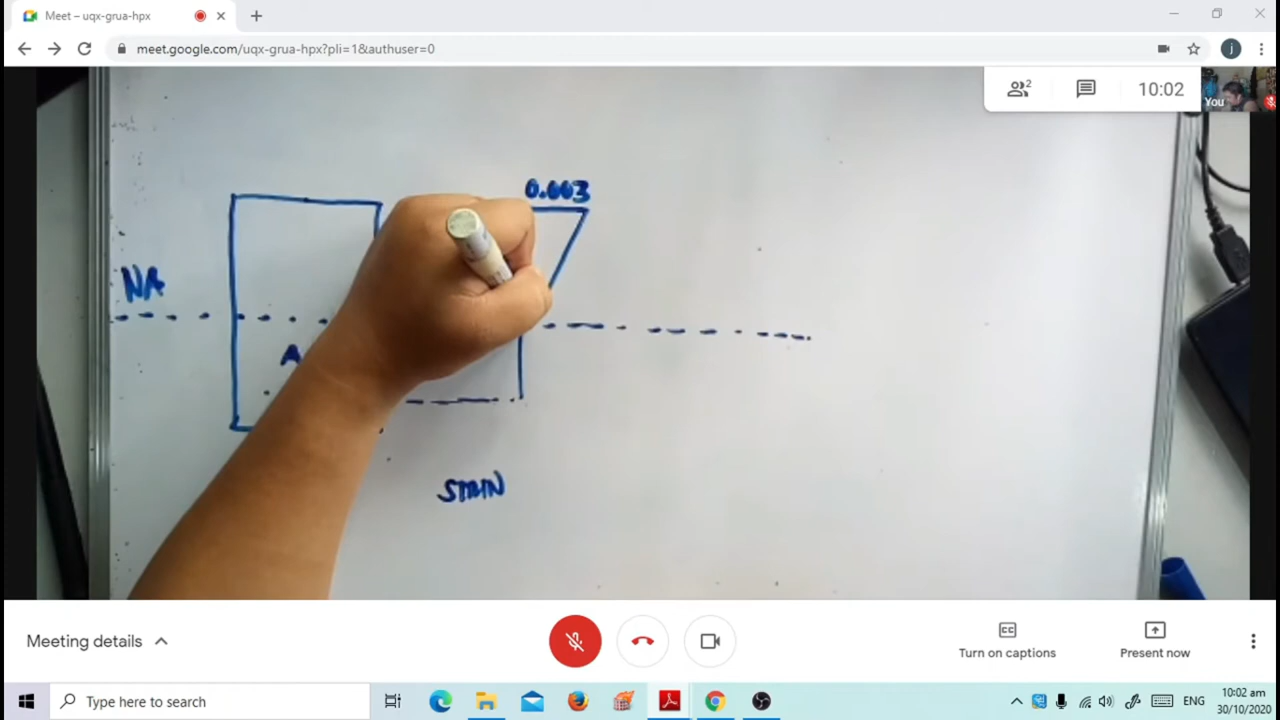 Meet – uqx-grua-hpx
meet.google.com/uqx-grua-hpx?pli=1&authuser=0
j
2
10:02
You
0.003
NA
A
STRAIN
Meeting details
Turn on captions
Present now
Type here to search
ENG
10:02 am
30/10/2020